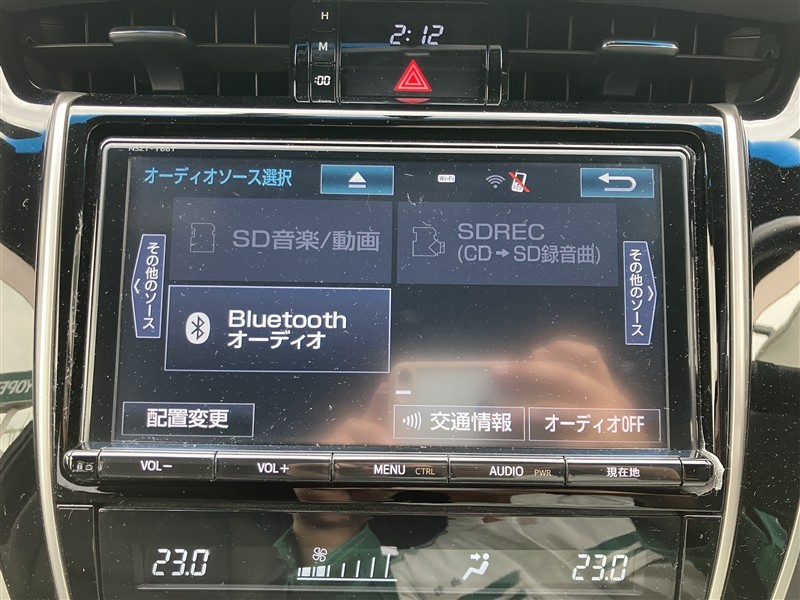 H
2:12
M
:00
オーディオソース選択
Wi-Fi
SD音楽/動画
SDREC
(CD➡SD録音曲)
その他のソース
その他のソース
Bluetooth
オーディオ
配置変更
交通情報
オーディオOFF
VOL−
VOL+
MENU CTRL
AUDIO PWR
現在地
23.0
23.0